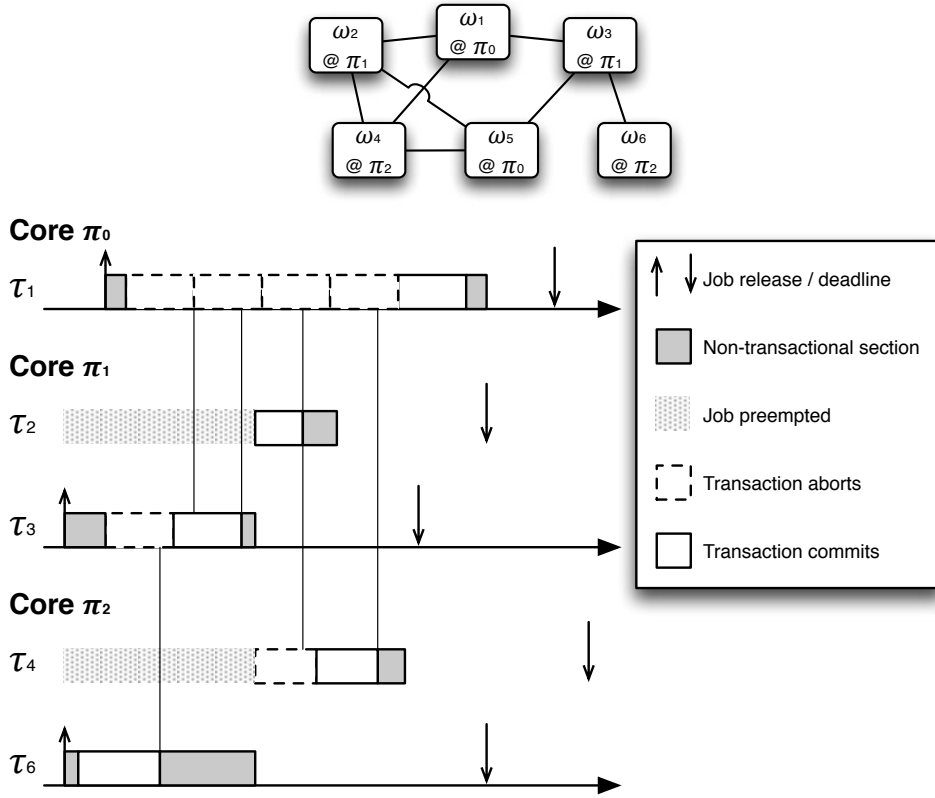 ω2
@ π1
ω1
@ π0
ω3
@ π1
ω4
@ π2
ω5
@ π0
ω6
@ π2
Core π0
τ1
Core π1
τ2
τ3
Core π2
τ4
τ6
Job release / deadline
Non-transactional section
Job preempted
Transaction aborts
Transaction commits